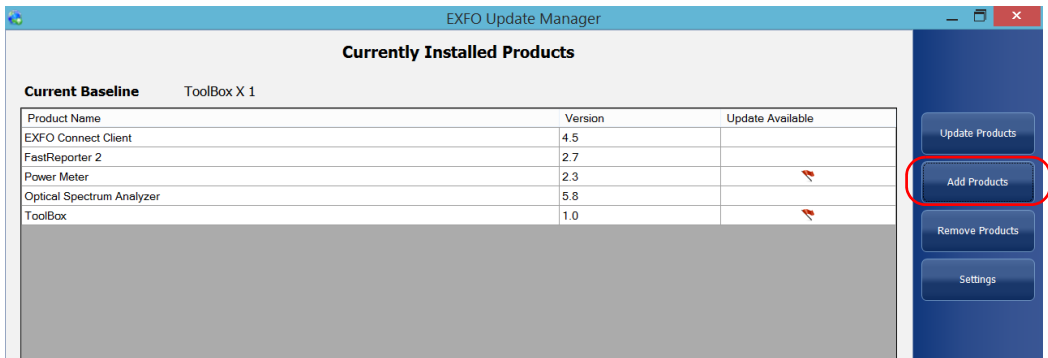 EXFO Update Manager
Currently Installed Products
Current Baseline ToolBox X 1
Product Name Version Update Available
EXFO Connect Client 4.5
FastReporter 2 2.7
Power Meter 2.3
Optical Spectrum Analyzer 5.8
ToolBox 1.0
Update Products
Add Products
Remove Products
Settings